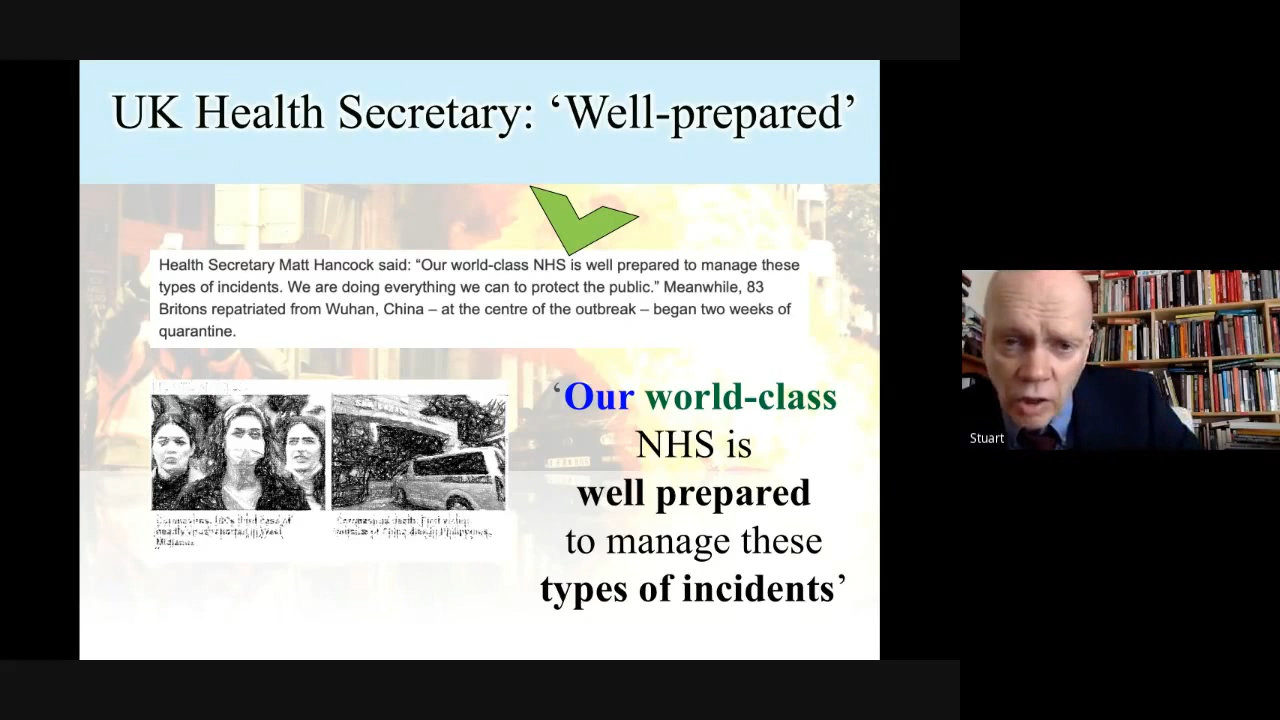 UK Health Secretary: ‘Well-prepared’
Health Secretary Matt Hancock said: “Our world-class NHS is well prepared to manage these
types of incidents. We are doing everything we can to protect the public.” Meanwhile, 83
Britons repatriated from Wuhan, China – at the centre of the outbreak – began two weeks of
quarantine.
‘Our world-class
NHS is
well prepared
to manage these
types of incidents’
Stuart